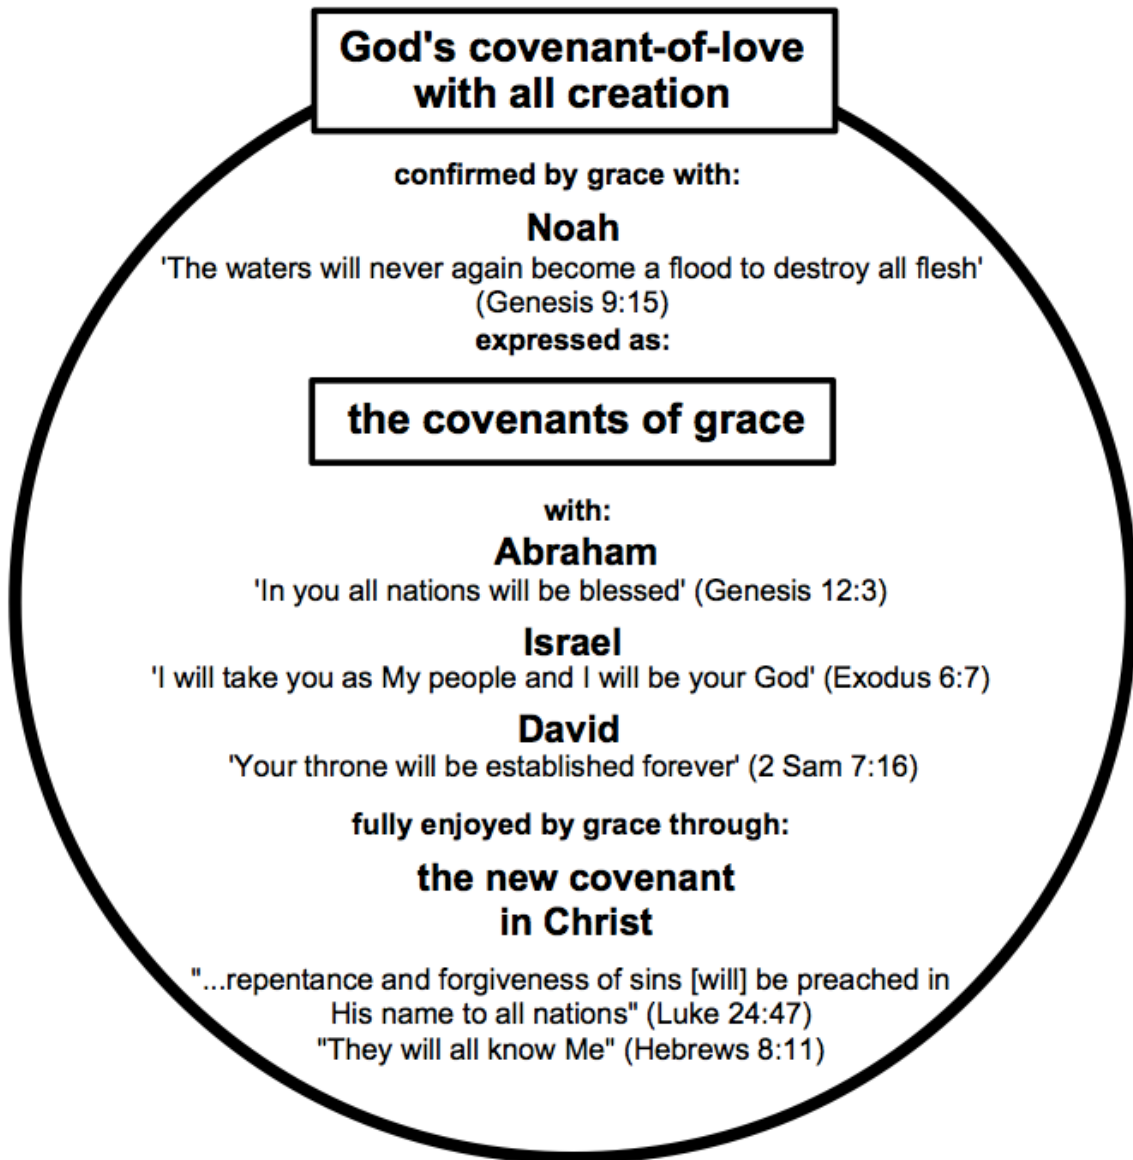 God's covenant-of-love
with all creation
confirmed by grace with:
Noah
'The waters will never again become a flood to destroy all flesh'
(Genesis 9:15)
expressed as:
the covenants of grace
with:
Abraham
'In you all nations will be blessed' (Genesis 12:3)
Israel
'I will take you as My people and I will be your God' (Exodus 6:7)
David
'Your throne will be established forever' (2 Sam 7:16)
fully enjoyed by grace through:
the new covenant
in Christ
"...repentance and forgiveness of sins [will] be preached in
His name to all nations" (Luke 24:47)
"They will all know Me" (Hebrews 8:11)